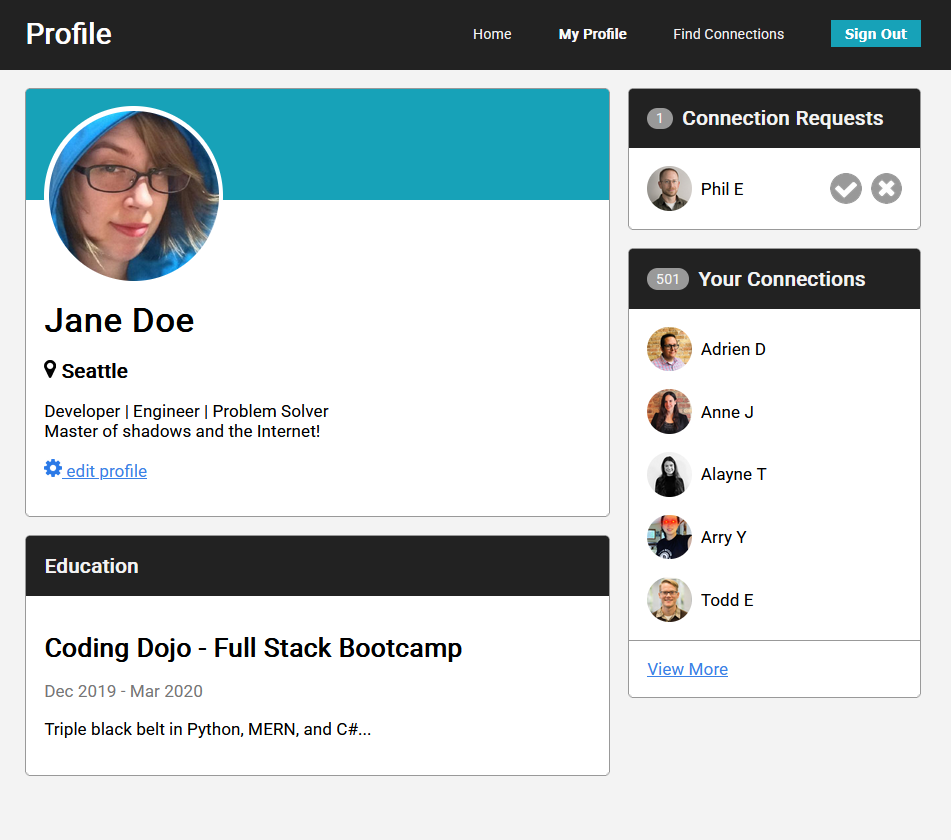 Profile
Home
My Profile
Find Connections
Sign Out
Jane Doe
Seattle
Developer | Engineer | Problem Solver
Master of shadows and the Internet!
edit profile
Education
Coding Dojo - Full Stack Bootcamp
Dec 2019 - Mar 2020
Triple black belt in Python, MERN, and C#...
1 Connection Requests
Phil E
501 Your Connections
Adrien D
Anne J
Alayne T
Arry Y
Todd E
View More